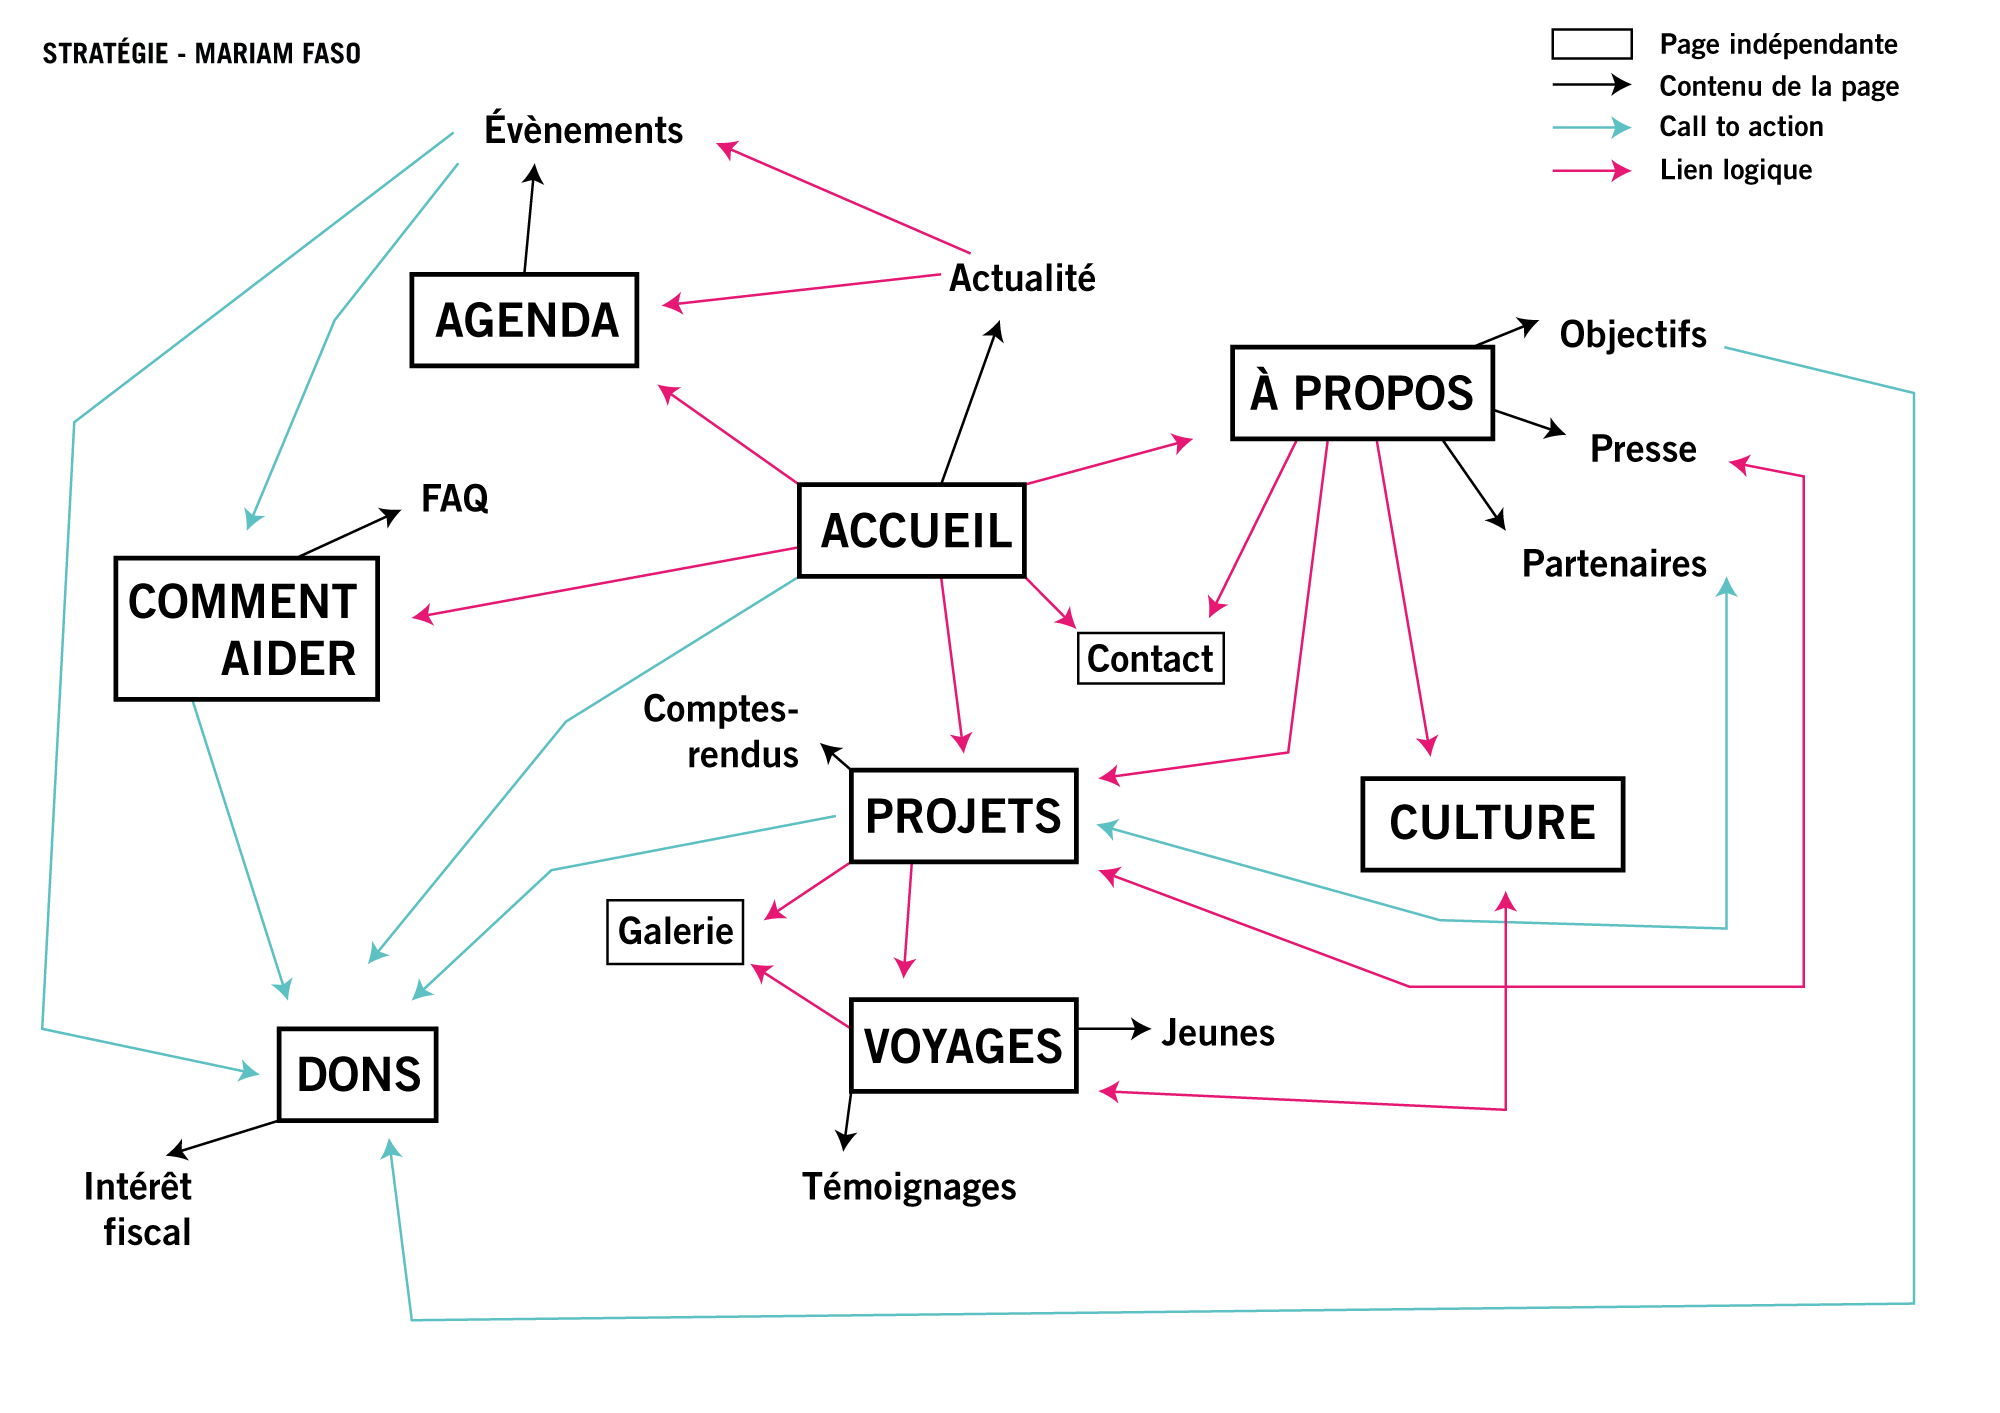 STRATÉGIE - MARIAM FASO
Page indépendante
Contenu de la page
Call to action
Lien logique
Évènements
Actualité
AGENDA
Objectifs
À PROPOS
Presse
FAQ
ACCUEIL
Partenaires
COMMENT
AIDER
Contact
Comptes-
rendus
PROJETS
CULTURE
Galerie
VOYAGES
Jeunes
DONS
Intérêt
fiscal
Témoignages